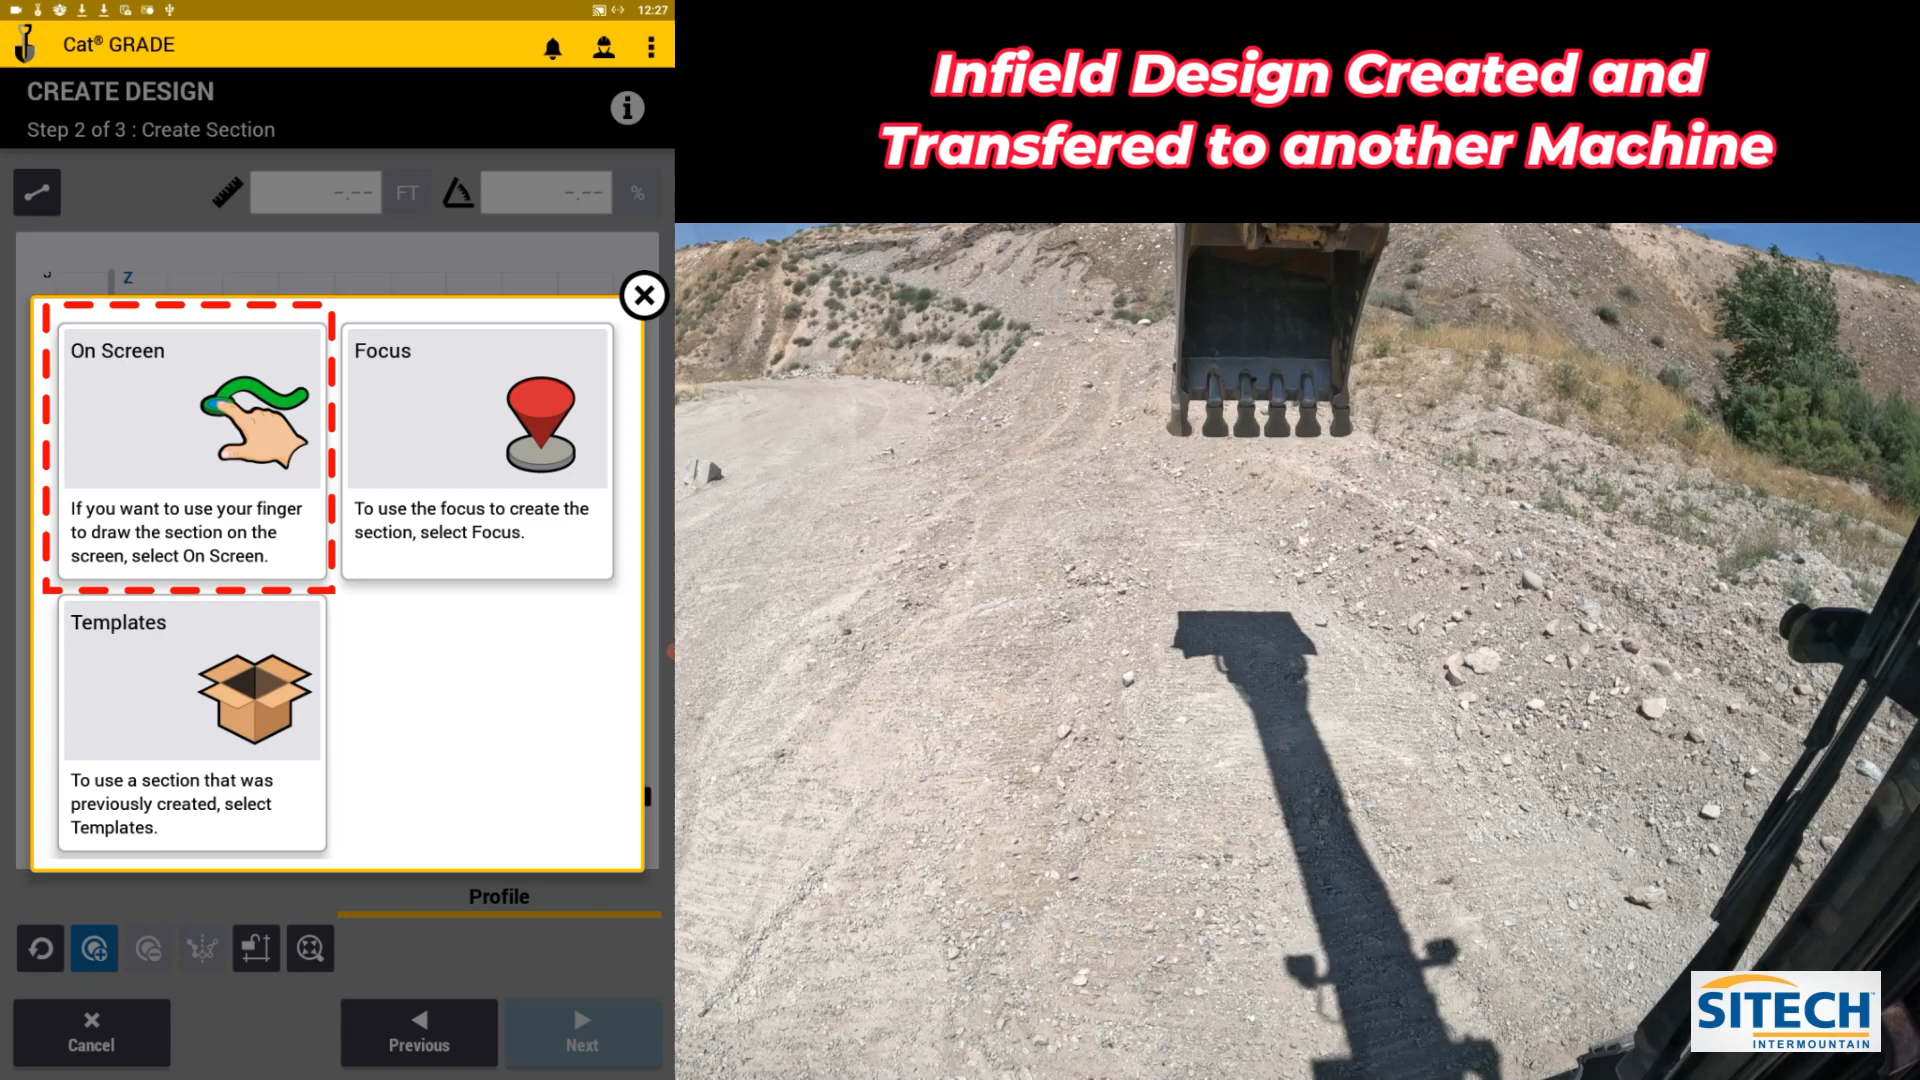 12:27
Cat® GRADE
CREATE DESIGN
Step 2 of 3 : Create Section
-.-- FT
-.-- %
Z
On Screen
If you want to use your finger
to draw the section on the
screen, select On Screen.
Focus
To use the focus to create the
section, select Focus.
Templates
To use a section that was
previously created, select
Templates.
Profile
Cancel
Previous
Next
Infield Design Created and
Transfered to another Machine
SITECH
INTERMOUNTAIN